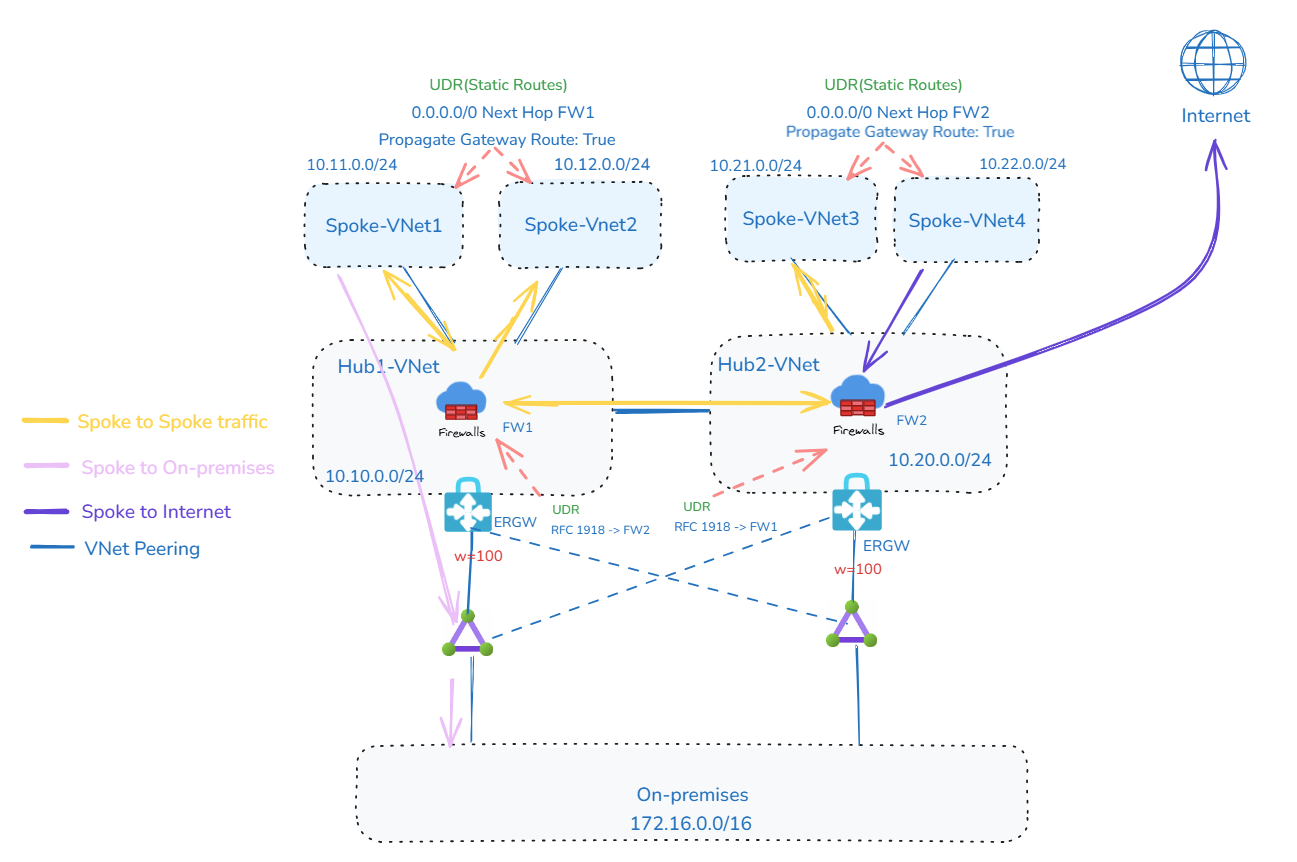 UDR(Static Routes)
0.0.0.0/0 Next Hop FW1
Propagate Gateway Route: True
10.11.0.0/24
10.12.0.0/24
UDR(Static Routes)
0.0.0.0/0 Next Hop FW2
Propagate Gateway Route: True
10.21.0.0/24
10.22.0.0/24
Internet
Spoke-VNet1
Spoke-Vnet2
Spoke-VNet3
Spoke-VNet4
Hub1-VNet
Firewalls
FW1
10.10.0.0/24
Hub2-VNet
Firewalls
FW2
10.20.0.0/24
Spoke to Spoke traffic
Spoke to On-premises
Spoke to Internet
VNet Peering
ERGW
UDR
RFC 1918 -> FW2
w=100
UDR
RFC 1918 -> FW1
ERGW
w=100
On-premises
172.16.0.0/16